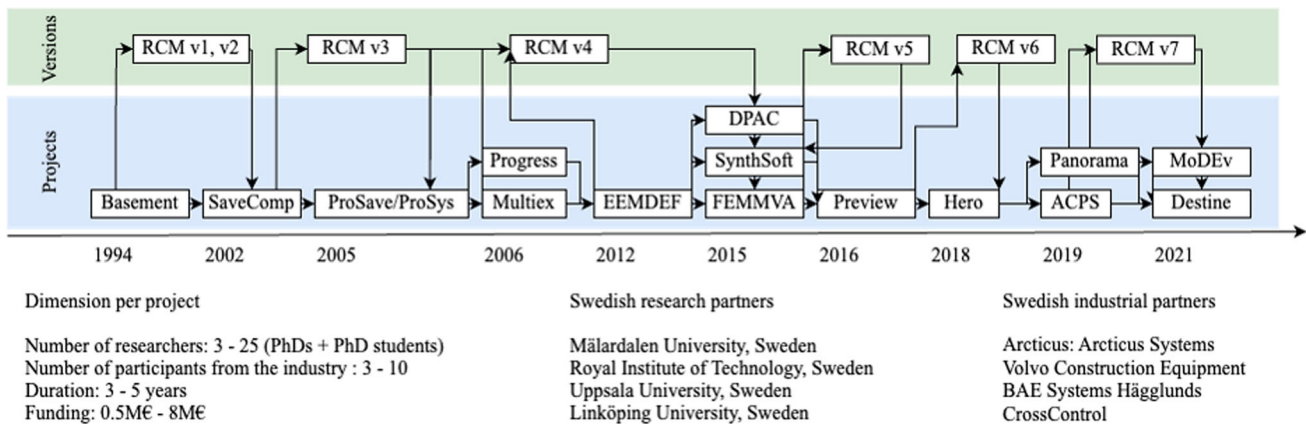 Versions
RCM v1, v2
RCM v3
RCM v4
RCM v5
RCM v6
RCM v7
Projects
DPAC
Progress
SynthSoft
Panorama
MoDEv
Basement
SaveComp
ProSave/ProSys
Multiex
EEMDEF
FEMMVA
Preview
Hero
ACPS
Destine
1994
2002
2005
2006
2012
2015
2016
2018
2019
2021
Dimension per project
Number of researchers: 3 - 25 (PhDs + PhD students)
Number of participants from the industry : 3 - 10
Duration: 3 - 5 years
Funding: 0.5M€ - 8M€
Swedish research partners
Mälardalen University, Sweden
Royal Institute of Technology, Sweden
Uppsala University, Sweden
Linköping University, Sweden
Swedish industrial partners
Arcticus: Arcticus Systems
Volvo Construction Equipment
BAE Systems Hägglunds
CrossControl